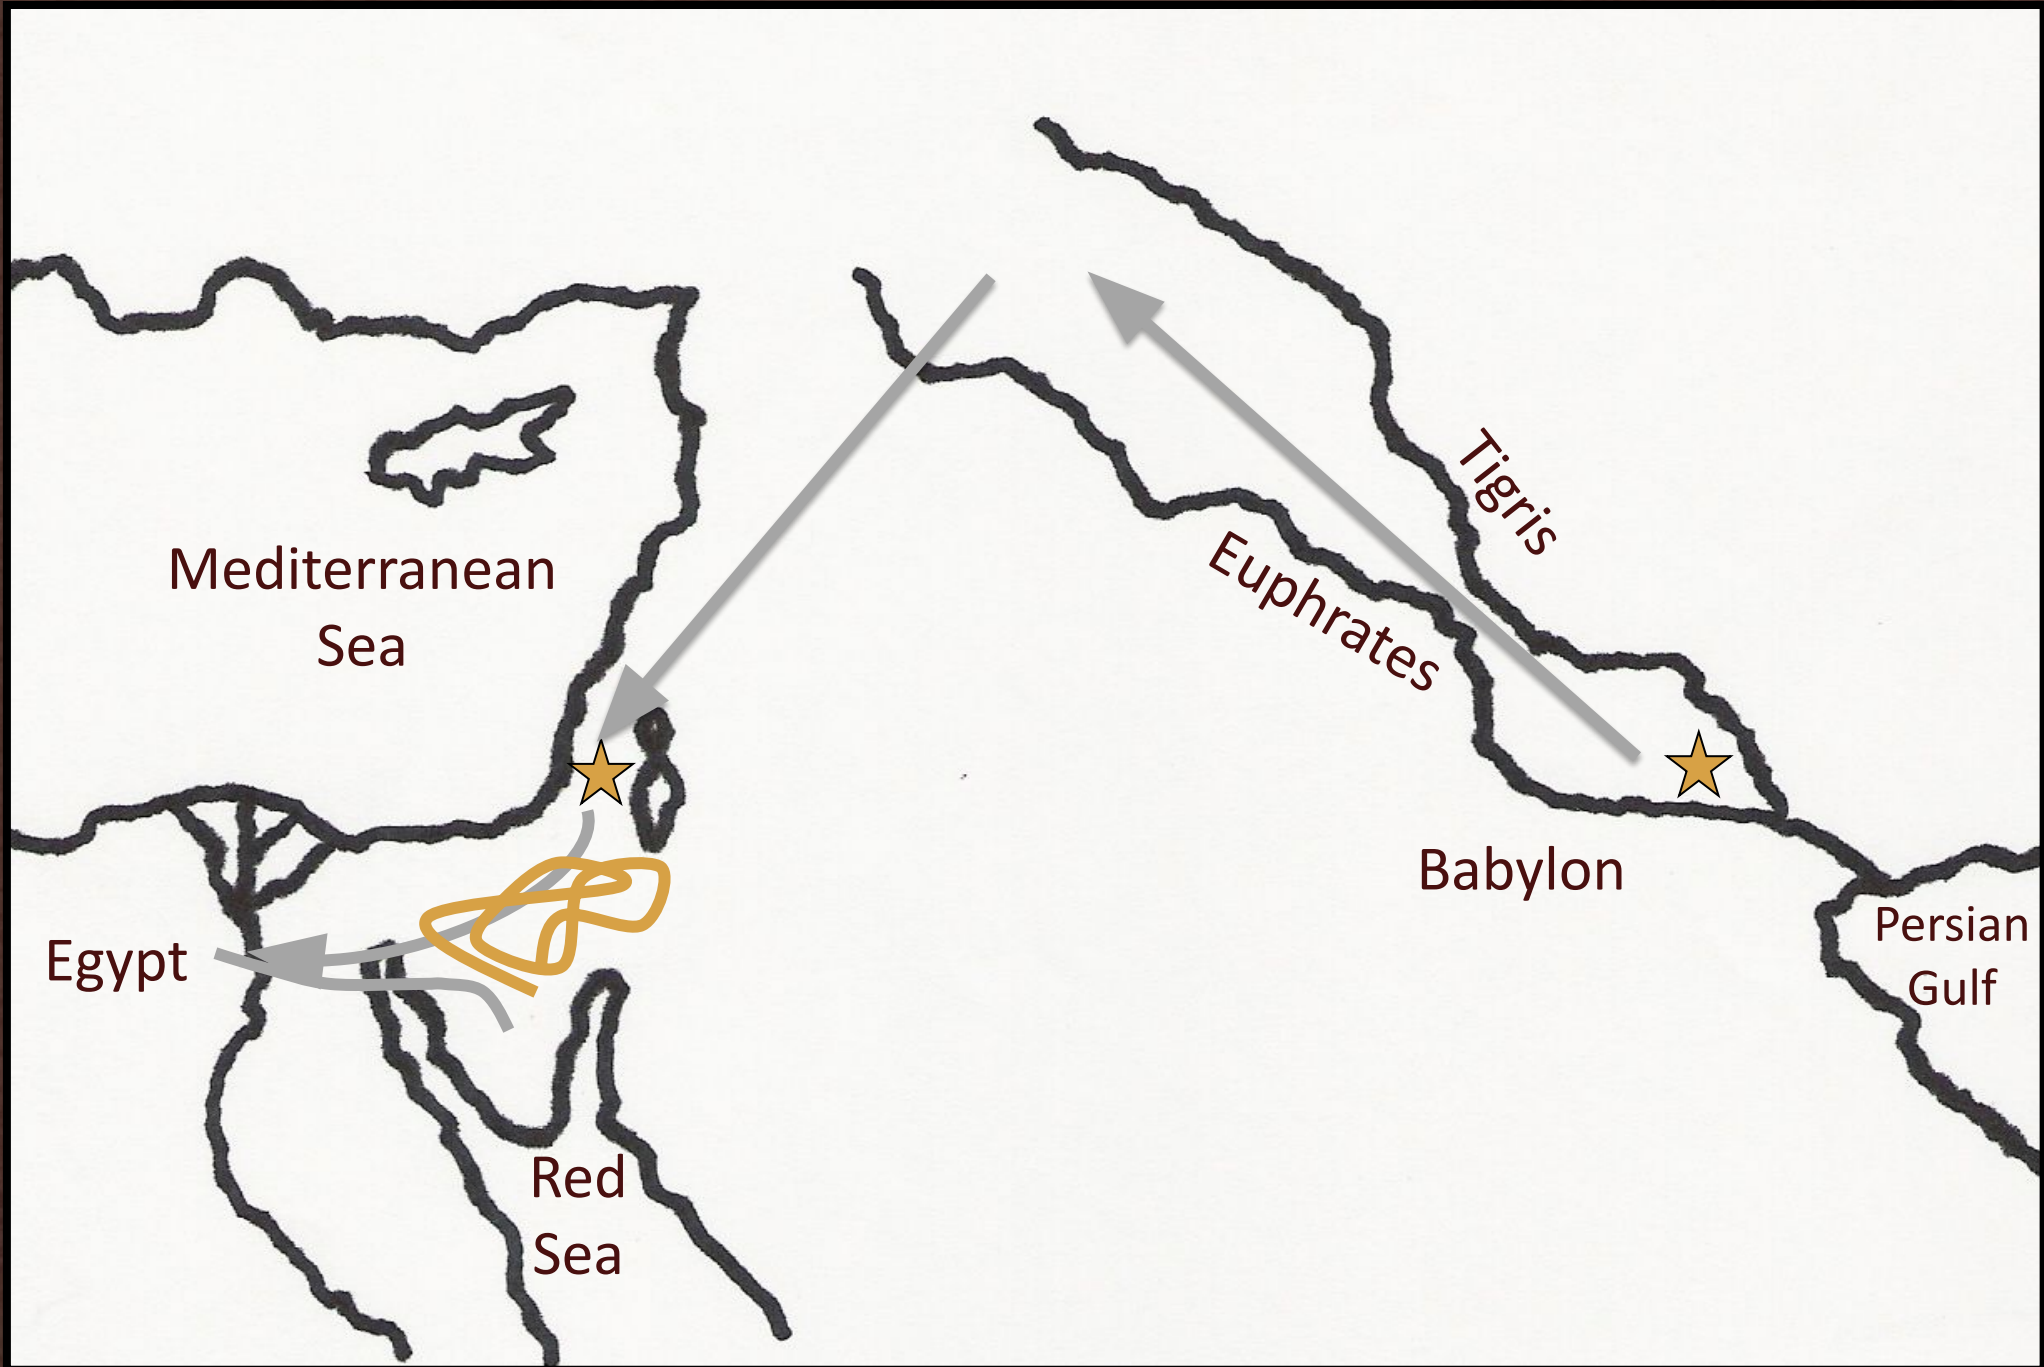 Tigris
Euphrates
Mediterranean
Sea
Babylon
Persian
Gulf
Egypt
Red
Sea